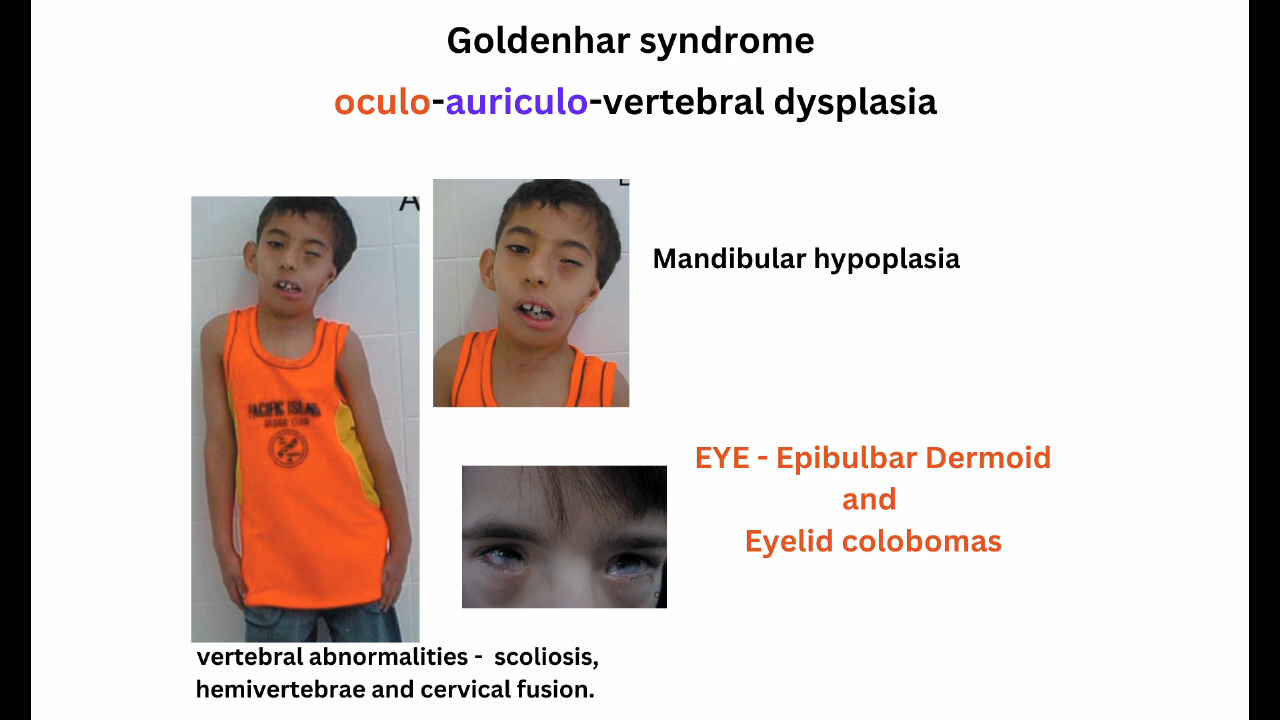 Goldenhar syndrome
oculo-auriculo-vertebral dysplasia
A
Mandibular hypoplasia
PACIFIC ISLAND
EYE - Epibulbar Dermoid
and
Eyelid colobomas
vertebral abnormalities - scoliosis,
hemivertebrae and cervical fusion.